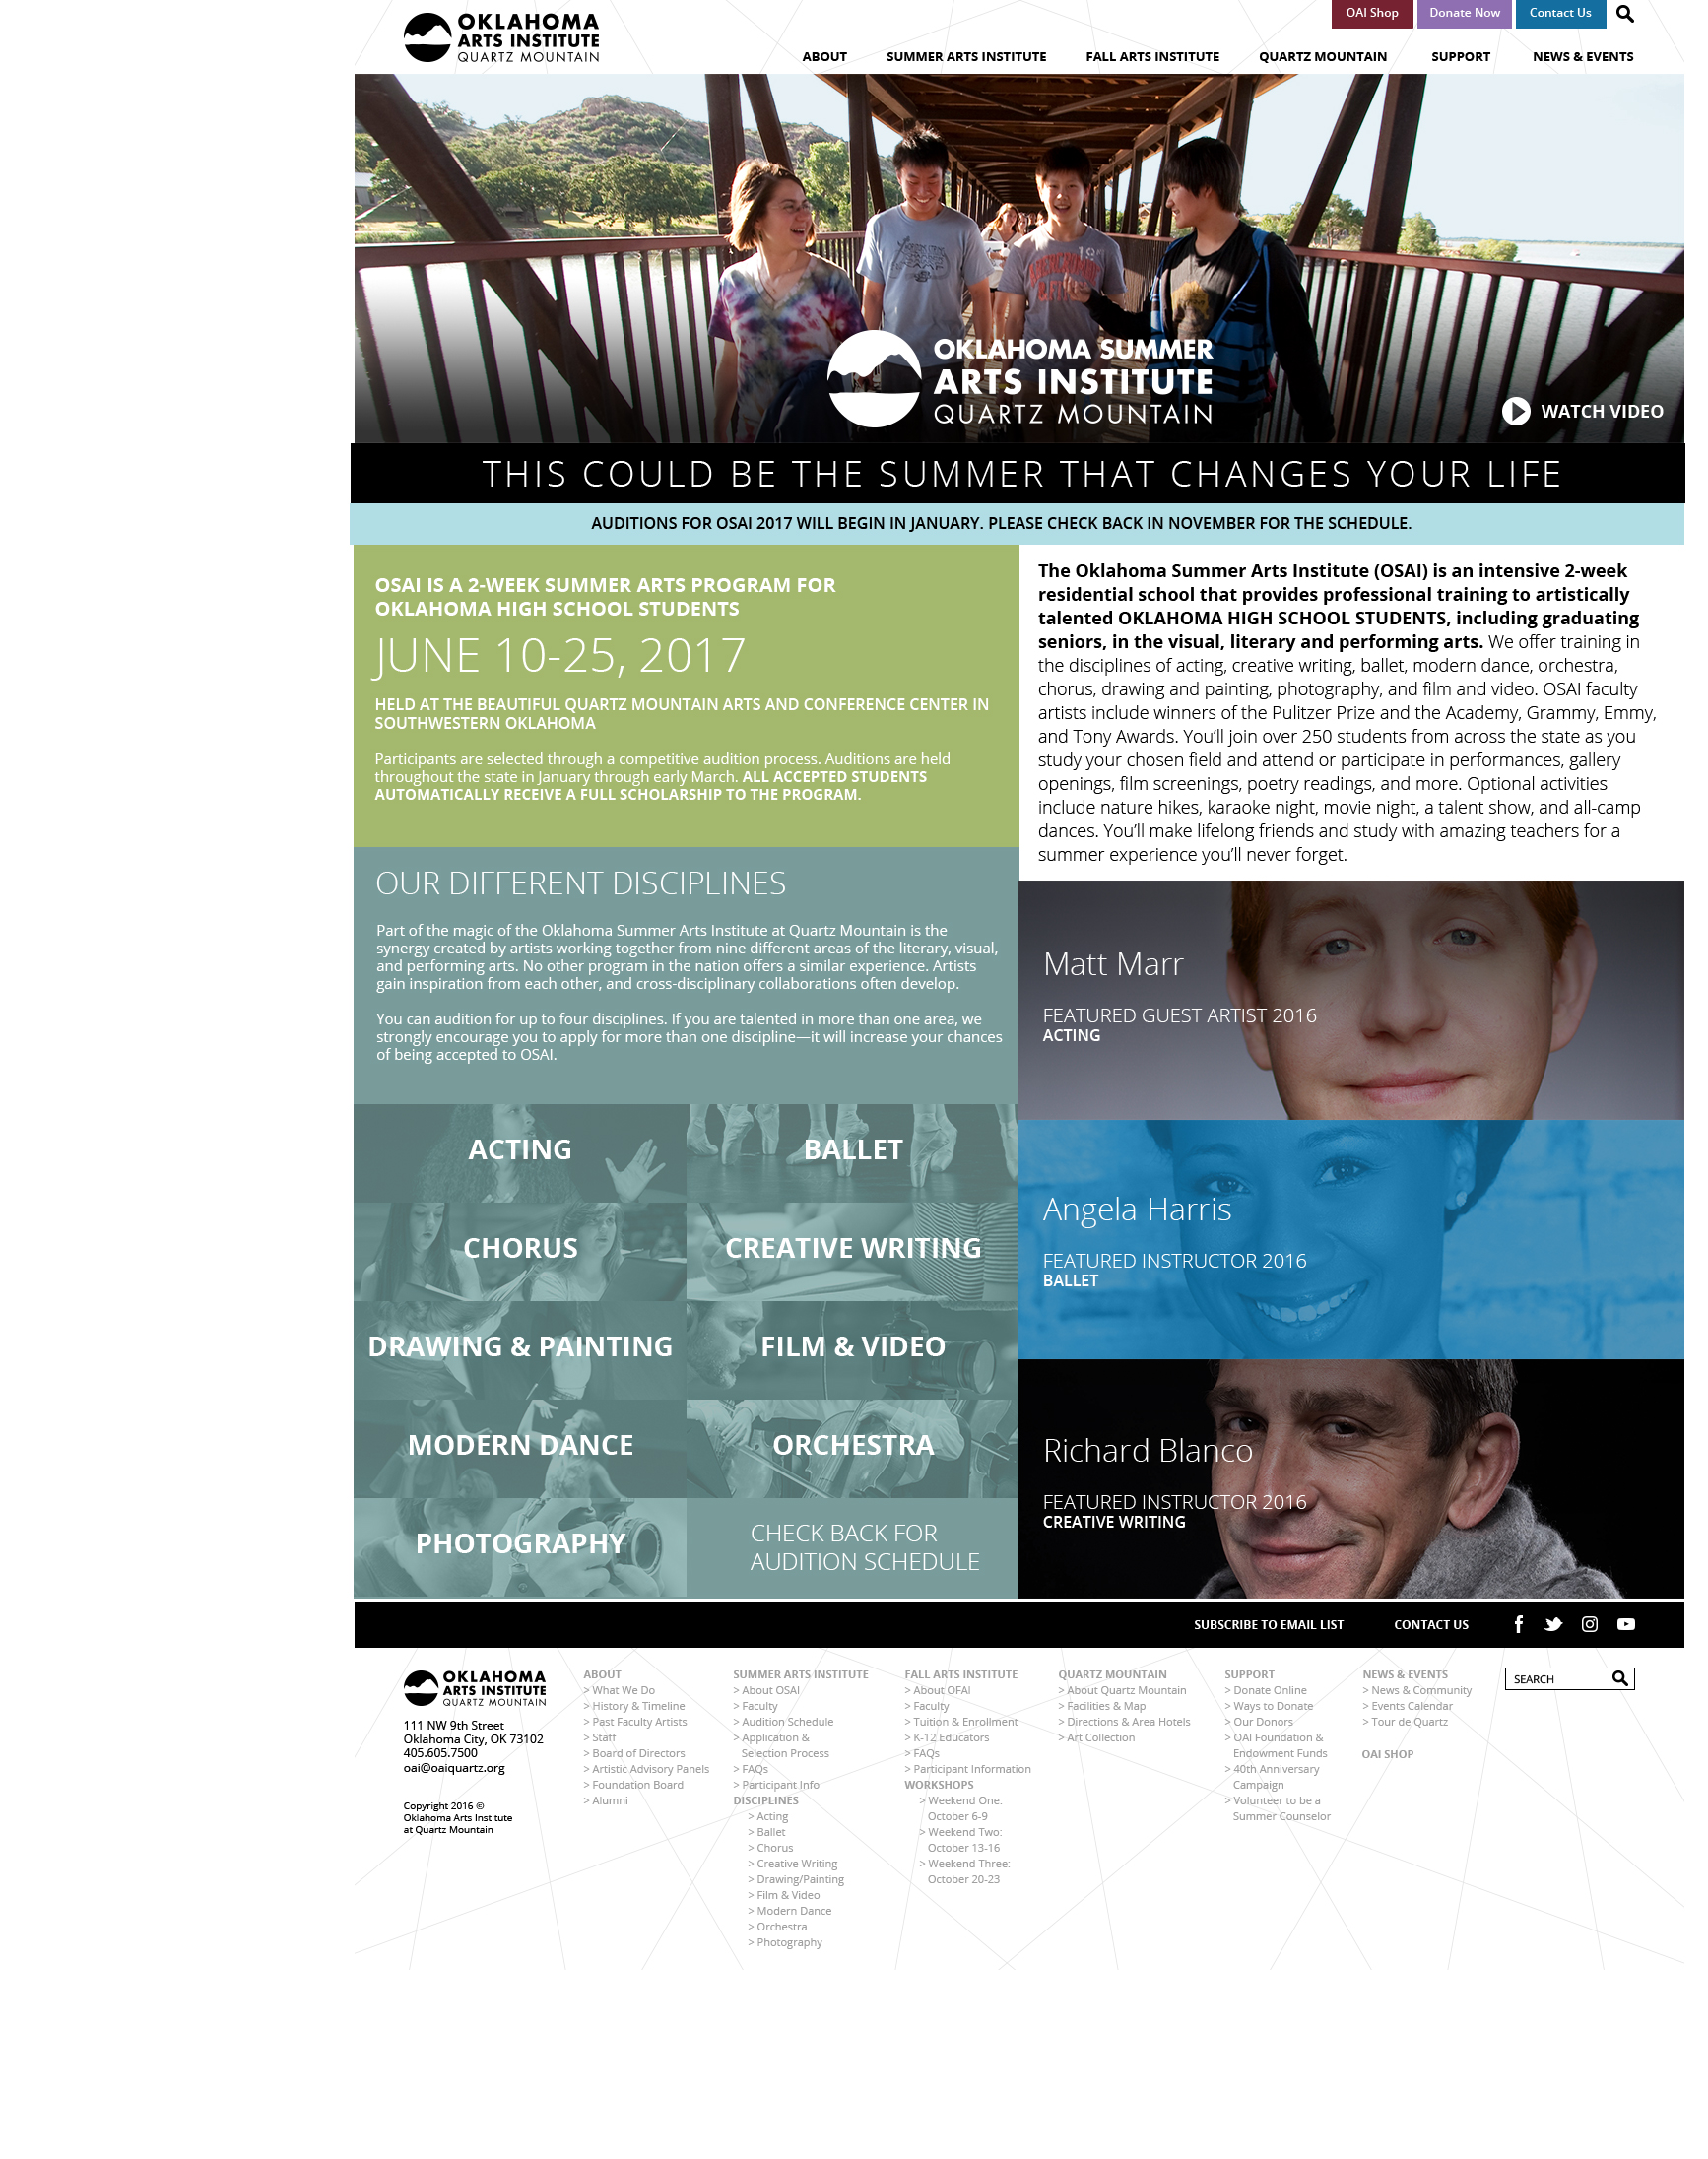 OKLAHOMA
ARTS INSTITUTE
QUARTZ MOUNTAIN
OAI Shop
Donate Now
Contact Us
ABOUT
SUMMER ARTS INSTITUTE
FALL ARTS INSTITUTE
QUARTZ MOUNTAIN
SUPPORT
NEWS & EVENTS
OKLAHOMA SUMMER
ARTS INSTITUTE
QUARTZ MOUNTAIN
WATCH VIDEO
THIS COULD BE THE SUMMER THAT CHANGES YOUR LIFE
AUDITIONS FOR OSAI 2017 WILL BEGIN IN JANUARY. PLEASE CHECK BACK IN NOVEMBER FOR THE SCHEDULE.
OSAI IS A 2-WEEK SUMMER ARTS PROGRAM FOR
OKLAHOMA HIGH SCHOOL STUDENTS
JUNE 10-25, 2017
HELD AT THE BEAUTIFUL QUARTZ MOUNTAIN ARTS AND CONFERENCE CENTER IN
SOUTHWESTERN OKLAHOMA
Participants are selected through a competitive audition process. Auditions are held
throughout the state in January through early March. ALL ACCEPTED STUDENTS
AUTOMATICALLY RECEIVE A FULL SCHOLARSHIP TO THE PROGRAM.
The Oklahoma Summer Arts Institute (OSAI) is an intensive 2-week
residential school that provides professional training to artistically
talented OKLAHOMA HIGH SCHOOL STUDENTS, including graduating
seniors, in the visual, literary and performing arts. We offer training in
the disciplines of acting, creative writing, ballet, modern dance, orchestra,
chorus, drawing and painting, photography, and film and video. OSAI faculty
artists include winners of the Pulitzer Prize and the Academy, Grammy, Emmy,
and Tony Awards. You’ll join over 250 students from across the state as you
study your chosen field and attend or participate in performances, gallery
openings, film screenings, poetry readings, and more. Optional activities
include nature hikes, karaoke night, movie night, a talent show, and all-camp
dances. You’ll make lifelong friends and study with amazing teachers for a
summer experience you’ll never forget.
OUR DIFFERENT DISCIPLINES
Part of the magic of the Oklahoma Summer Arts Institute at Quartz Mountain is the
synergy created by artists working together from nine different areas of the literary, visual,
and performing arts. No other program in the nation offers a similar experience. Artists
gain inspiration from each other, and cross-disciplinary collaborations often develop.
You can audition for up to four disciplines. If you are talented in more than one area, we
strongly encourage you to apply for more than one discipline—it will increase your chances
of being accepted to OSAI.
ACTING
BALLET
CHORUS
CREATIVE WRITING
DRAWING & PAINTING
FILM & VIDEO
MODERN DANCE
ORCHESTRA
PHOTOGRAPHY
CHECK BACK FOR
AUDITION SCHEDULE
Matt Marr
FEATURED GUEST ARTIST 2016
ACTING
Angela Harris
FEATURED INSTRUCTOR 2016
BALLET
Richard Blanco
FEATURED INSTRUCTOR 2016
CREATIVE WRITING
SUBSCRIBE TO EMAIL LIST
CONTACT US
OKLAHOMA
ARTS INSTITUTE
QUARTZ MOUNTAIN
111 NW 9th Street
Oklahoma City, OK 73102
405.605.7500
oai@oaiquartz.org
Copyright 2016 ©
Oklahoma Arts Institute
at Quartz Mountain
ABOUT
> What We Do
> History & Timeline
> Past Faculty Artists
> Staff
> Board of Directors
> Artistic Advisory Panels
> Foundation Board
> Alumni
SUMMER ARTS INSTITUTE
> About OSAI
> Faculty
> Audition Schedule
> Application &
Selection Process
> FAQs
> Participant Info
DISCIPLINES
> Acting
> Ballet
> Chorus
> Creative Writing
> Drawing/Painting
> Film & Video
> Modern Dance
> Orchestra
> Photography
FALL ARTS INSTITUTE
> About OFAI
> Faculty
> Tuition & Enrollment
> K-12 Educators
> FAQs
> Participant Information
WORKSHOPS
> Weekend One:
October 6-9
> Weekend Two:
October 13-16
> Weekend Three:
October 20-23
QUARTZ MOUNTAIN
> About Quartz Mountain
> Facilities & Map
> Directions & Area Hotels
> Art Collection
SUPPORT
> Donate Online
> Ways to Donate
> Our Donors
> OAI Foundation &
Endowment Funds
> 40th Anniversary
Campaign
> Volunteer to be a
Summer Counselor
NEWS & EVENTS
> News & Community
> Events Calendar
> Tour de Quartz
OAI SHOP
SEARCH